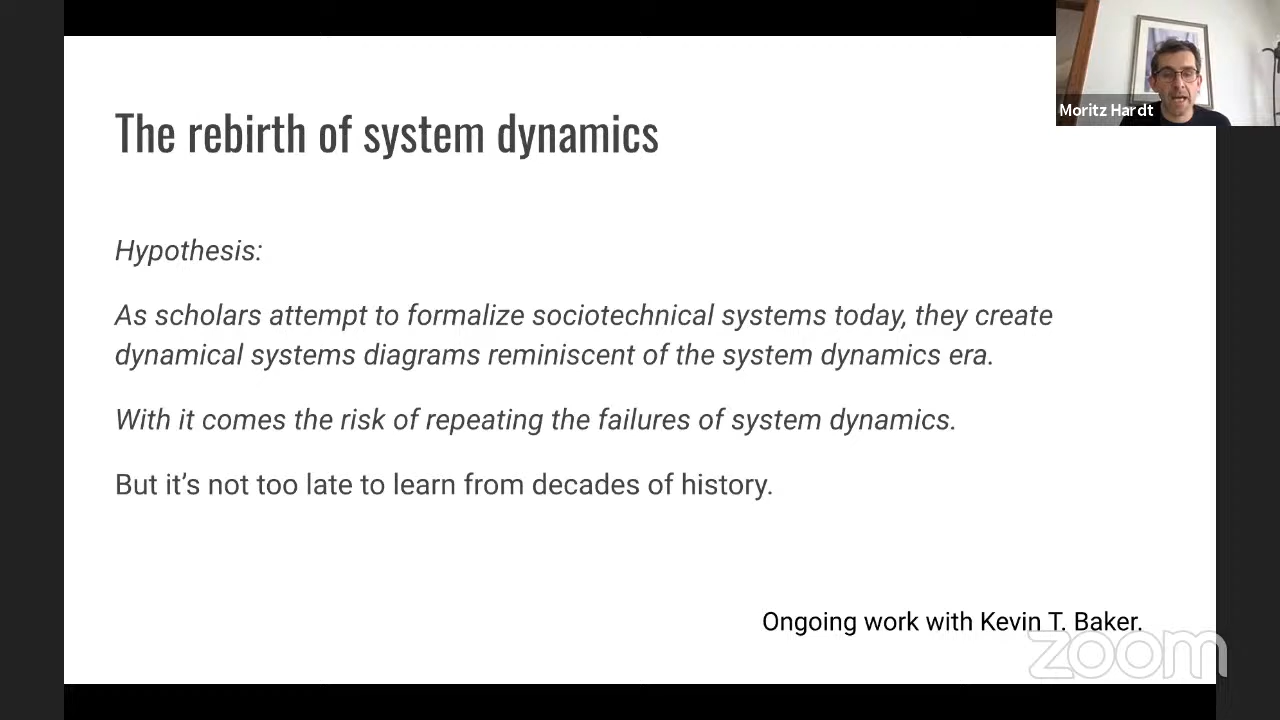 Moritz Hardt
The rebirth of system dynamics
Hypothesis:
As scholars attempt to formalize sociotechnical systems today, they create
dynamical systems diagrams reminiscent of the system dynamics era.
With it comes the risk of repeating the failures of system dynamics.
But it’s not too late to learn from decades of history.
Ongoing work with Kevin T. Baker.
zoom